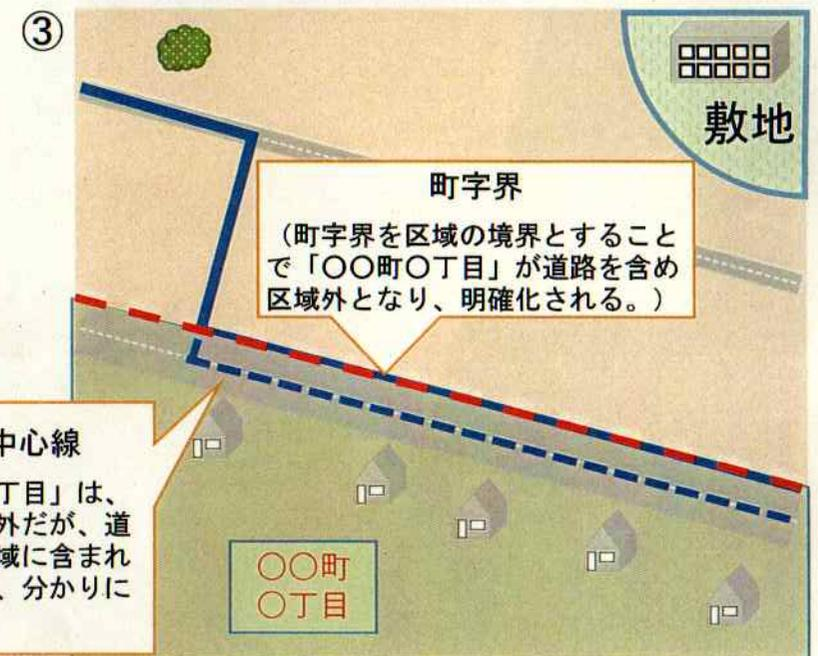 ③
敷地
町字界
（町字界を区域の境界とすること
で「〇〇町〇丁目」が道路を含め
区域外となり、明確化される。）
中心線
丁目」は、
外だが、道
域に含まれ
、分かりに
〇〇町
〇丁目